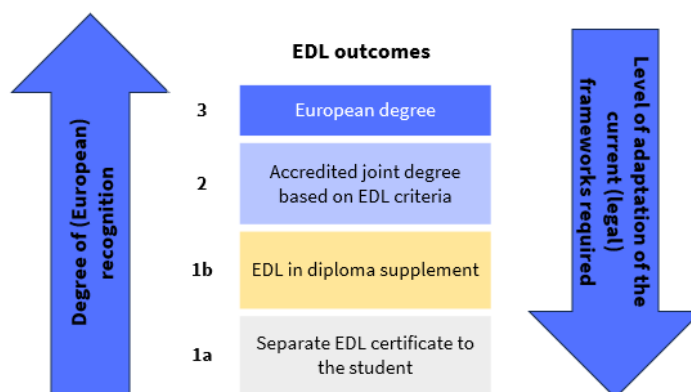 EDL outcomes
3
European degree
2
Accredited joint degree
based on EDL criteria
1b
EDL in diploma supplement
1a
Separate EDL certificate to
the student
Degree of (European)
recognition
Level of adaptation of the
current (legal)
frameworks required